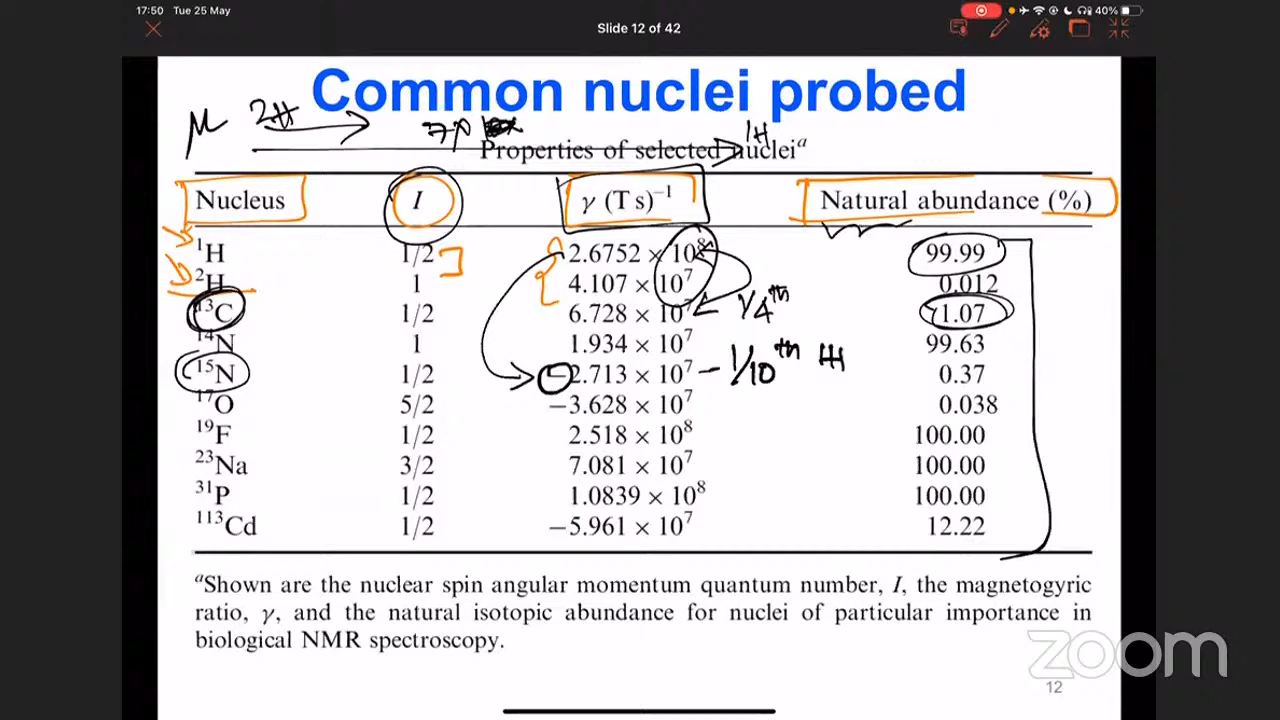 17:50 Tue 25 May
40%
Slide 12 of 42
Common nuclei probed
μ 2H 1H
Properties of selected nucleiᵃ
Nucleus I γ (T s)⁻¹ Natural abundance (%)
¹H 1/2 2.6752 × 10⁸ 99.99
²H 1 4.107 × 10⁷ 0.012
¹³C 1/2 6.728 × 10⁷ 1/4th 1.07
¹⁴N 1 1.934 × 10⁷ 99.63
¹⁵N 1/2 −2.713 × 10⁷ – 1/10th 1H 0.37
¹⁷O 5/2 −3.628 × 10⁷ 0.038
¹⁹F 1/2 2.518 × 10⁸ 100.00
²³Na 3/2 7.081 × 10⁷ 100.00
³¹P 1/2 1.0839 × 10⁸ 100.00
¹¹³Cd 1/2 −5.961 × 10⁷ 12.22
ᵃShown are the nuclear spin angular momentum quantum number, I, the magnetogyric
ratio, γ, and the natural isotopic abundance for nuclei of particular importance in
biological NMR spectroscopy.
zoom
12